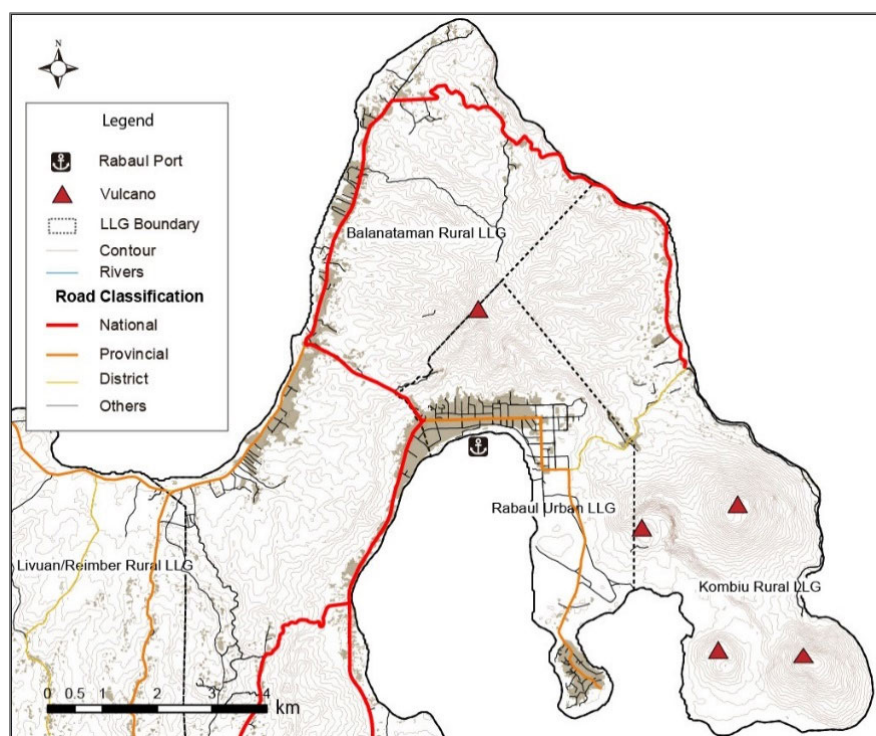 N
Legend
Rabaul Port
Vulcano
LLG Boundary
Contour
Rivers
Road Classification
National
Provincial
District
Others
Balanataman Rural LLG
Rabaul Urban LLG
Livuan/Reimber Rural LLG
Kombiu Rural LLG
0 0.5 1 2 3 4
km